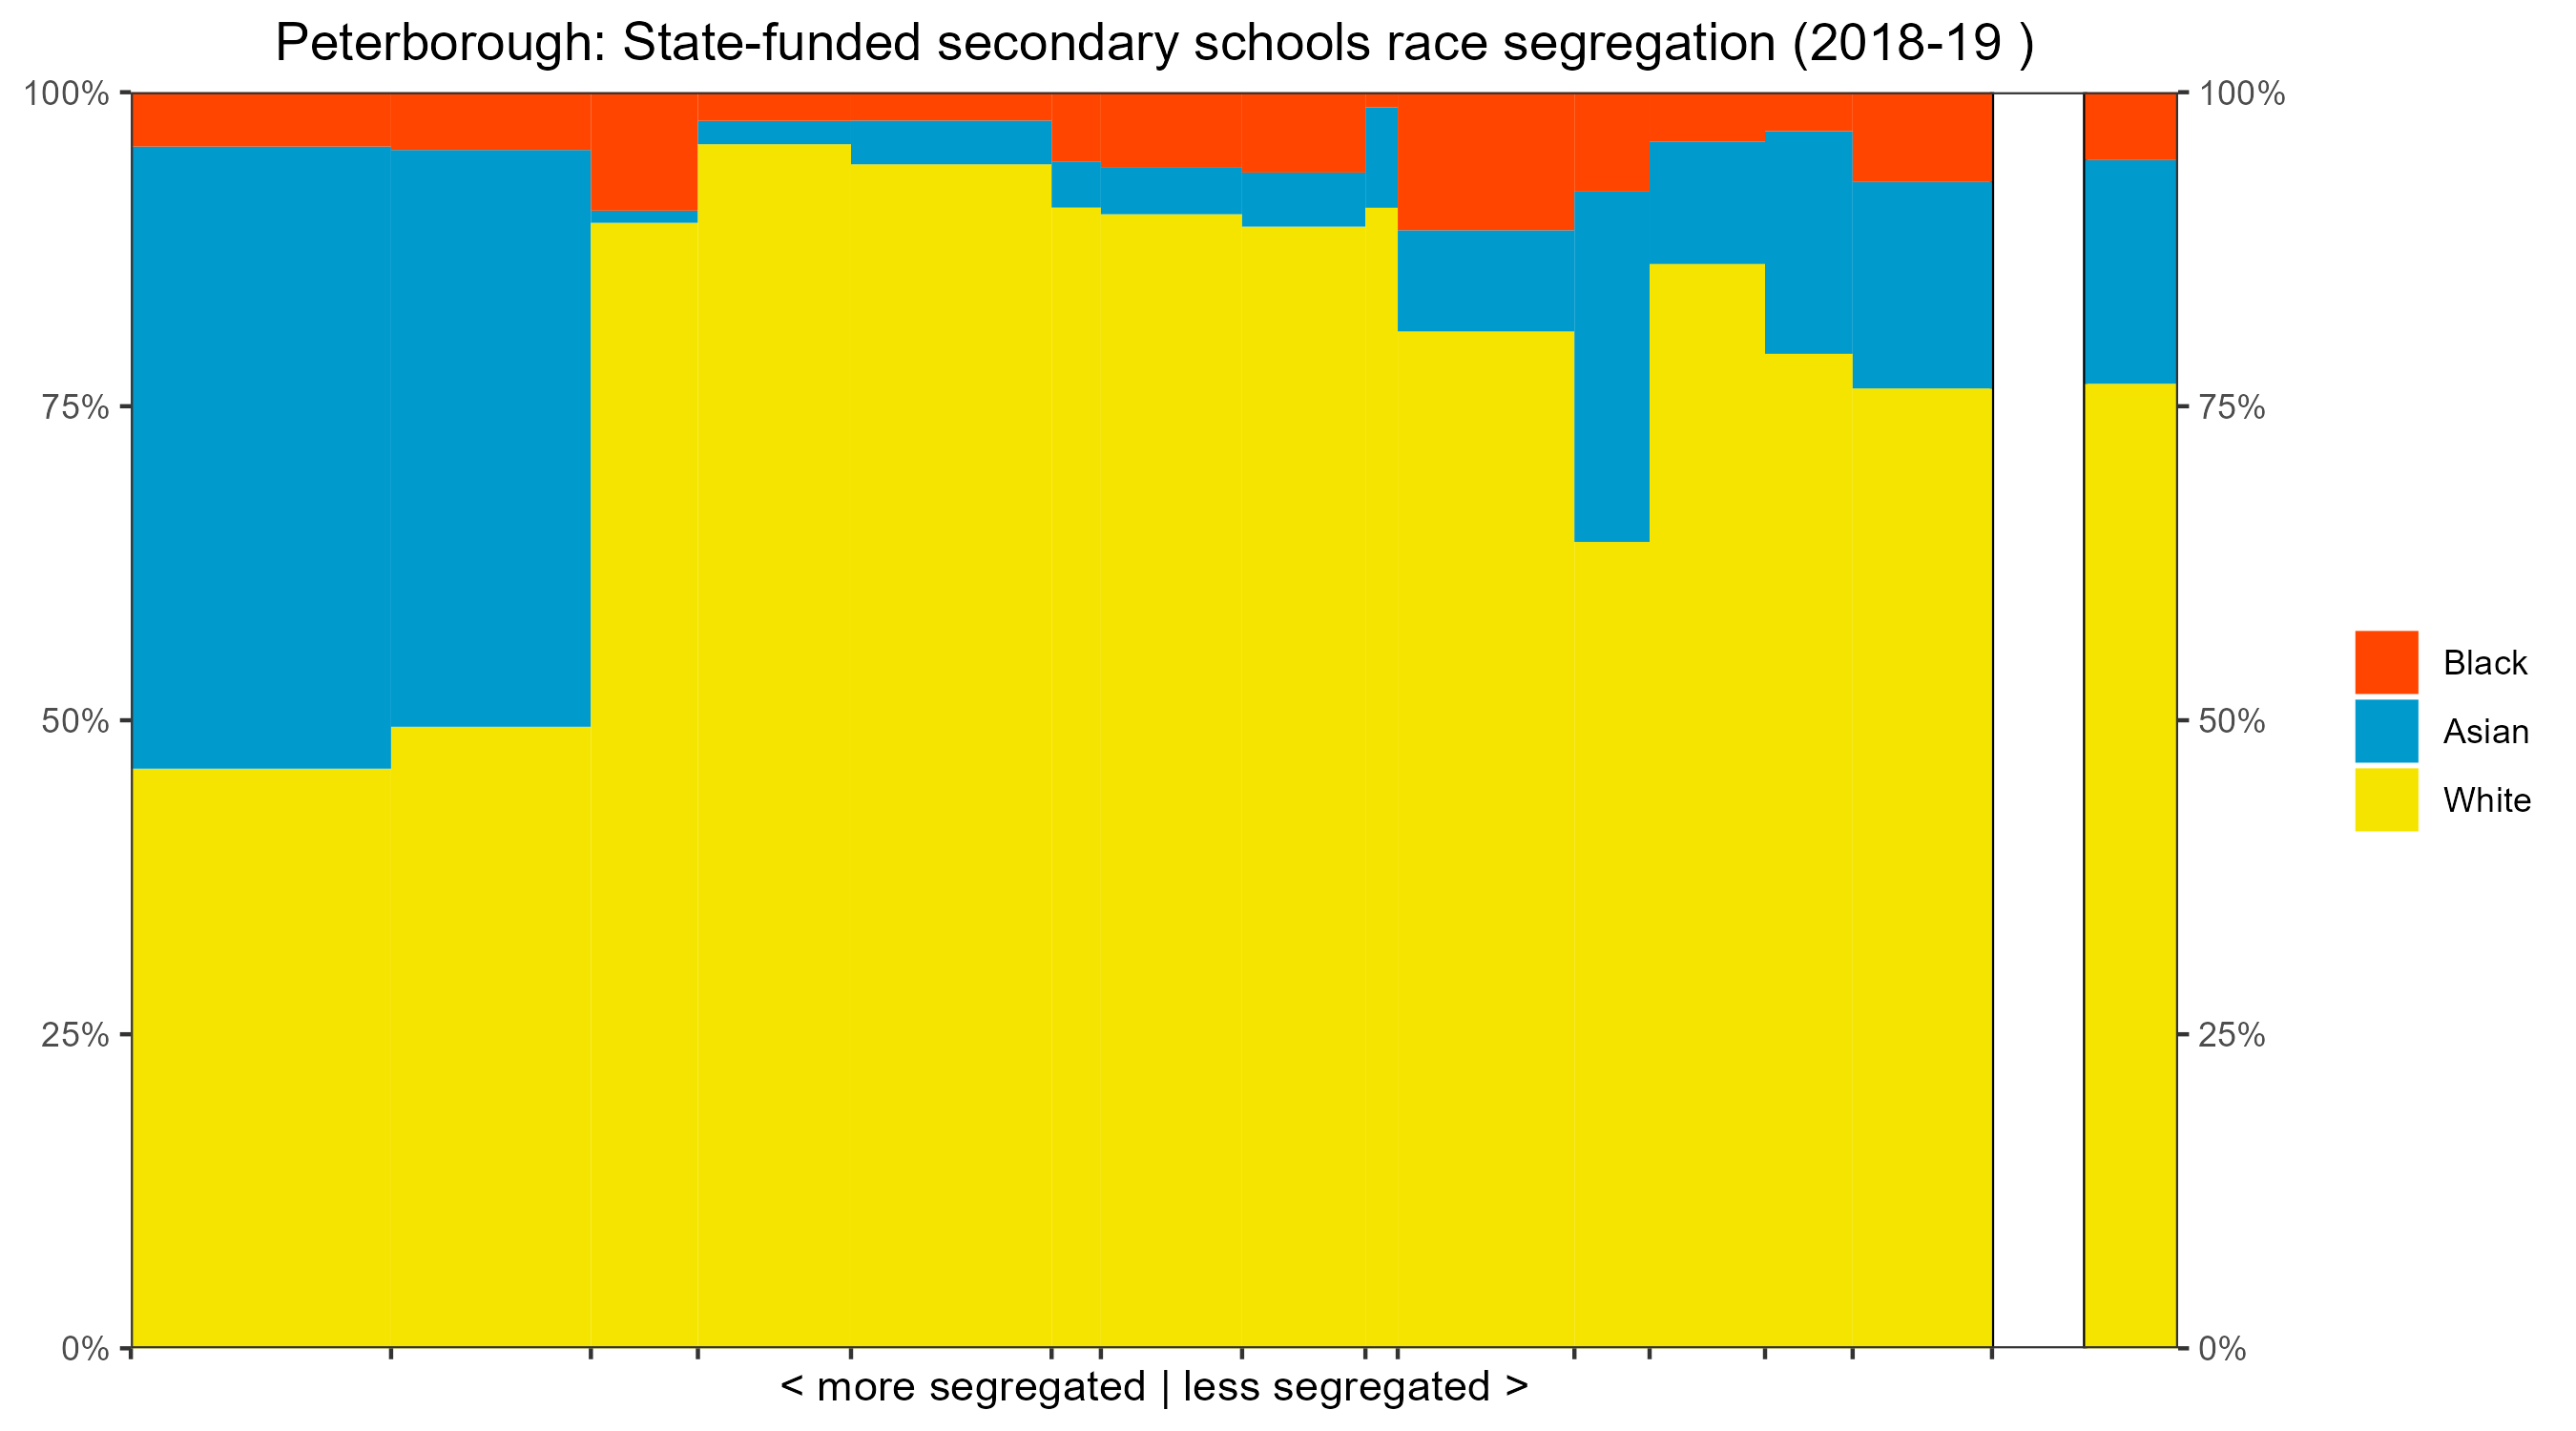 Peterborough: State-funded secondary schools race segregation (2018-19 )
100%
75%
50%
25%
0%
100%
75%
50%
25%
0%
Black
Asian
White
< more segregated | less segregated >